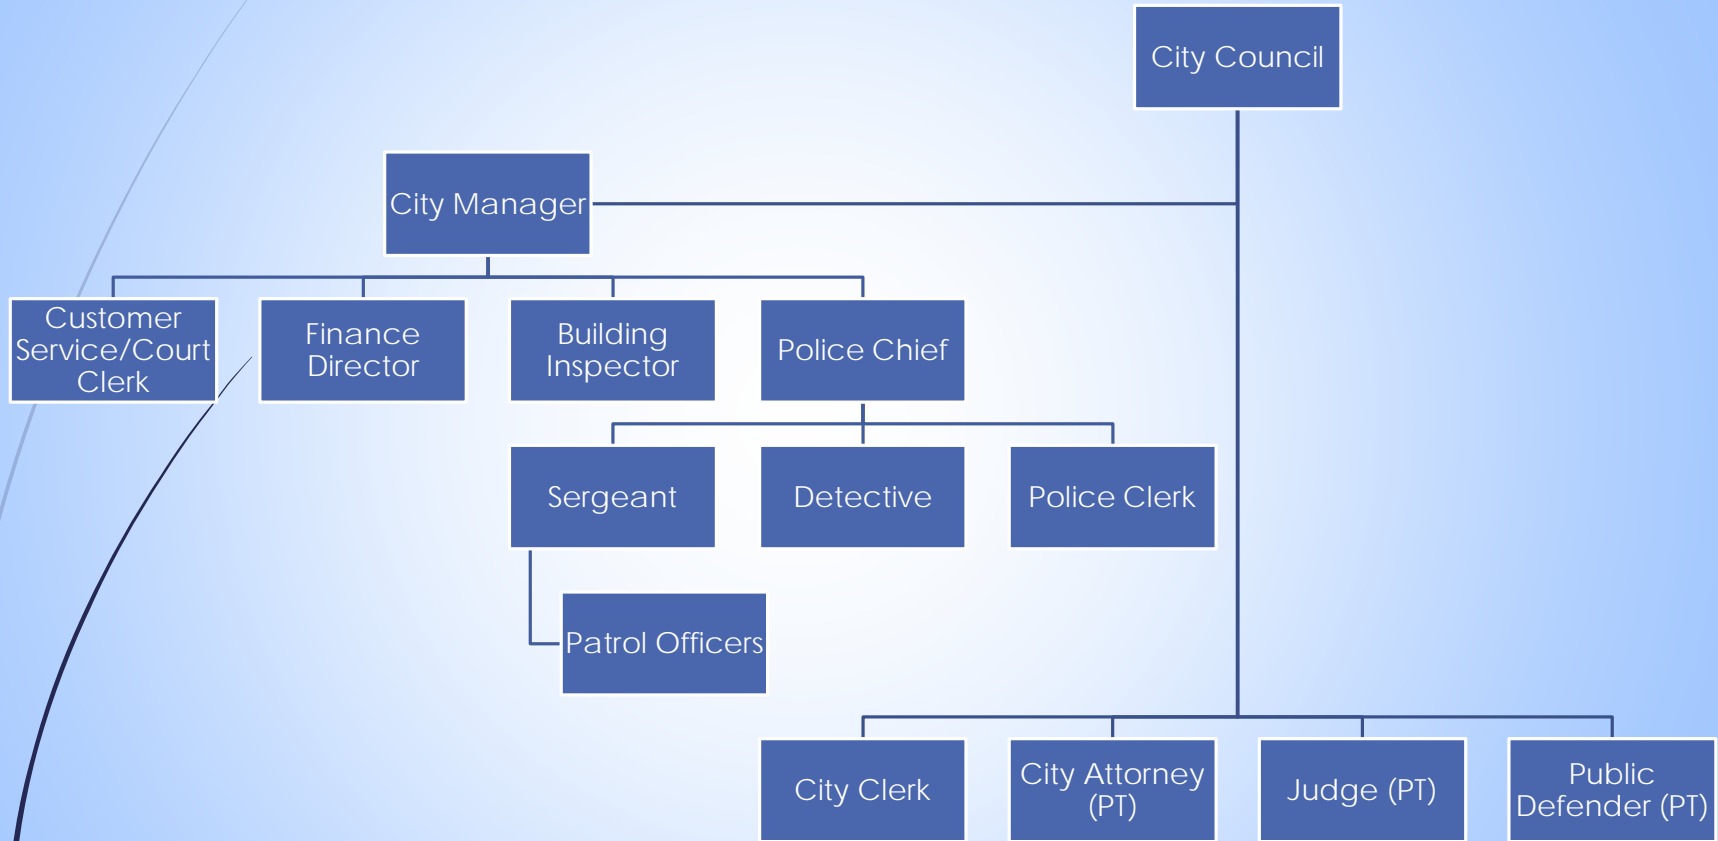 City Council
City Manager
Customer
Service/Court
Clerk
Finance
Director
Building
Inspector
Police Chief
Sergeant
Detective
Police Clerk
Patrol Officers
City Clerk
City Attorney
(PT)
Judge (PT)
Public
Defender (PT)